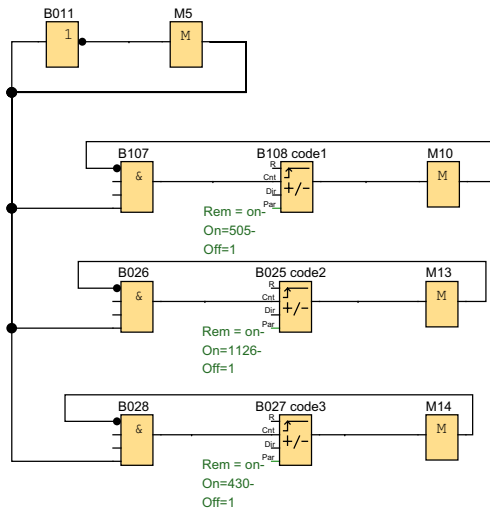 B011
M5
1
M
B107
B108 code1
M10
&
R
Cnt
Dir
Par
+/-
M
Rem = on-
On=505-
Off=1
B026
B025 code2
M13
&
R
Cnt
Dir
Par
+/-
M
Rem = on-
On=1126-
Off=1
B028
B027 code3
M14
&
R
Cnt
Dir
Par
+/-
M
Rem = on-
On=430-
Off=1